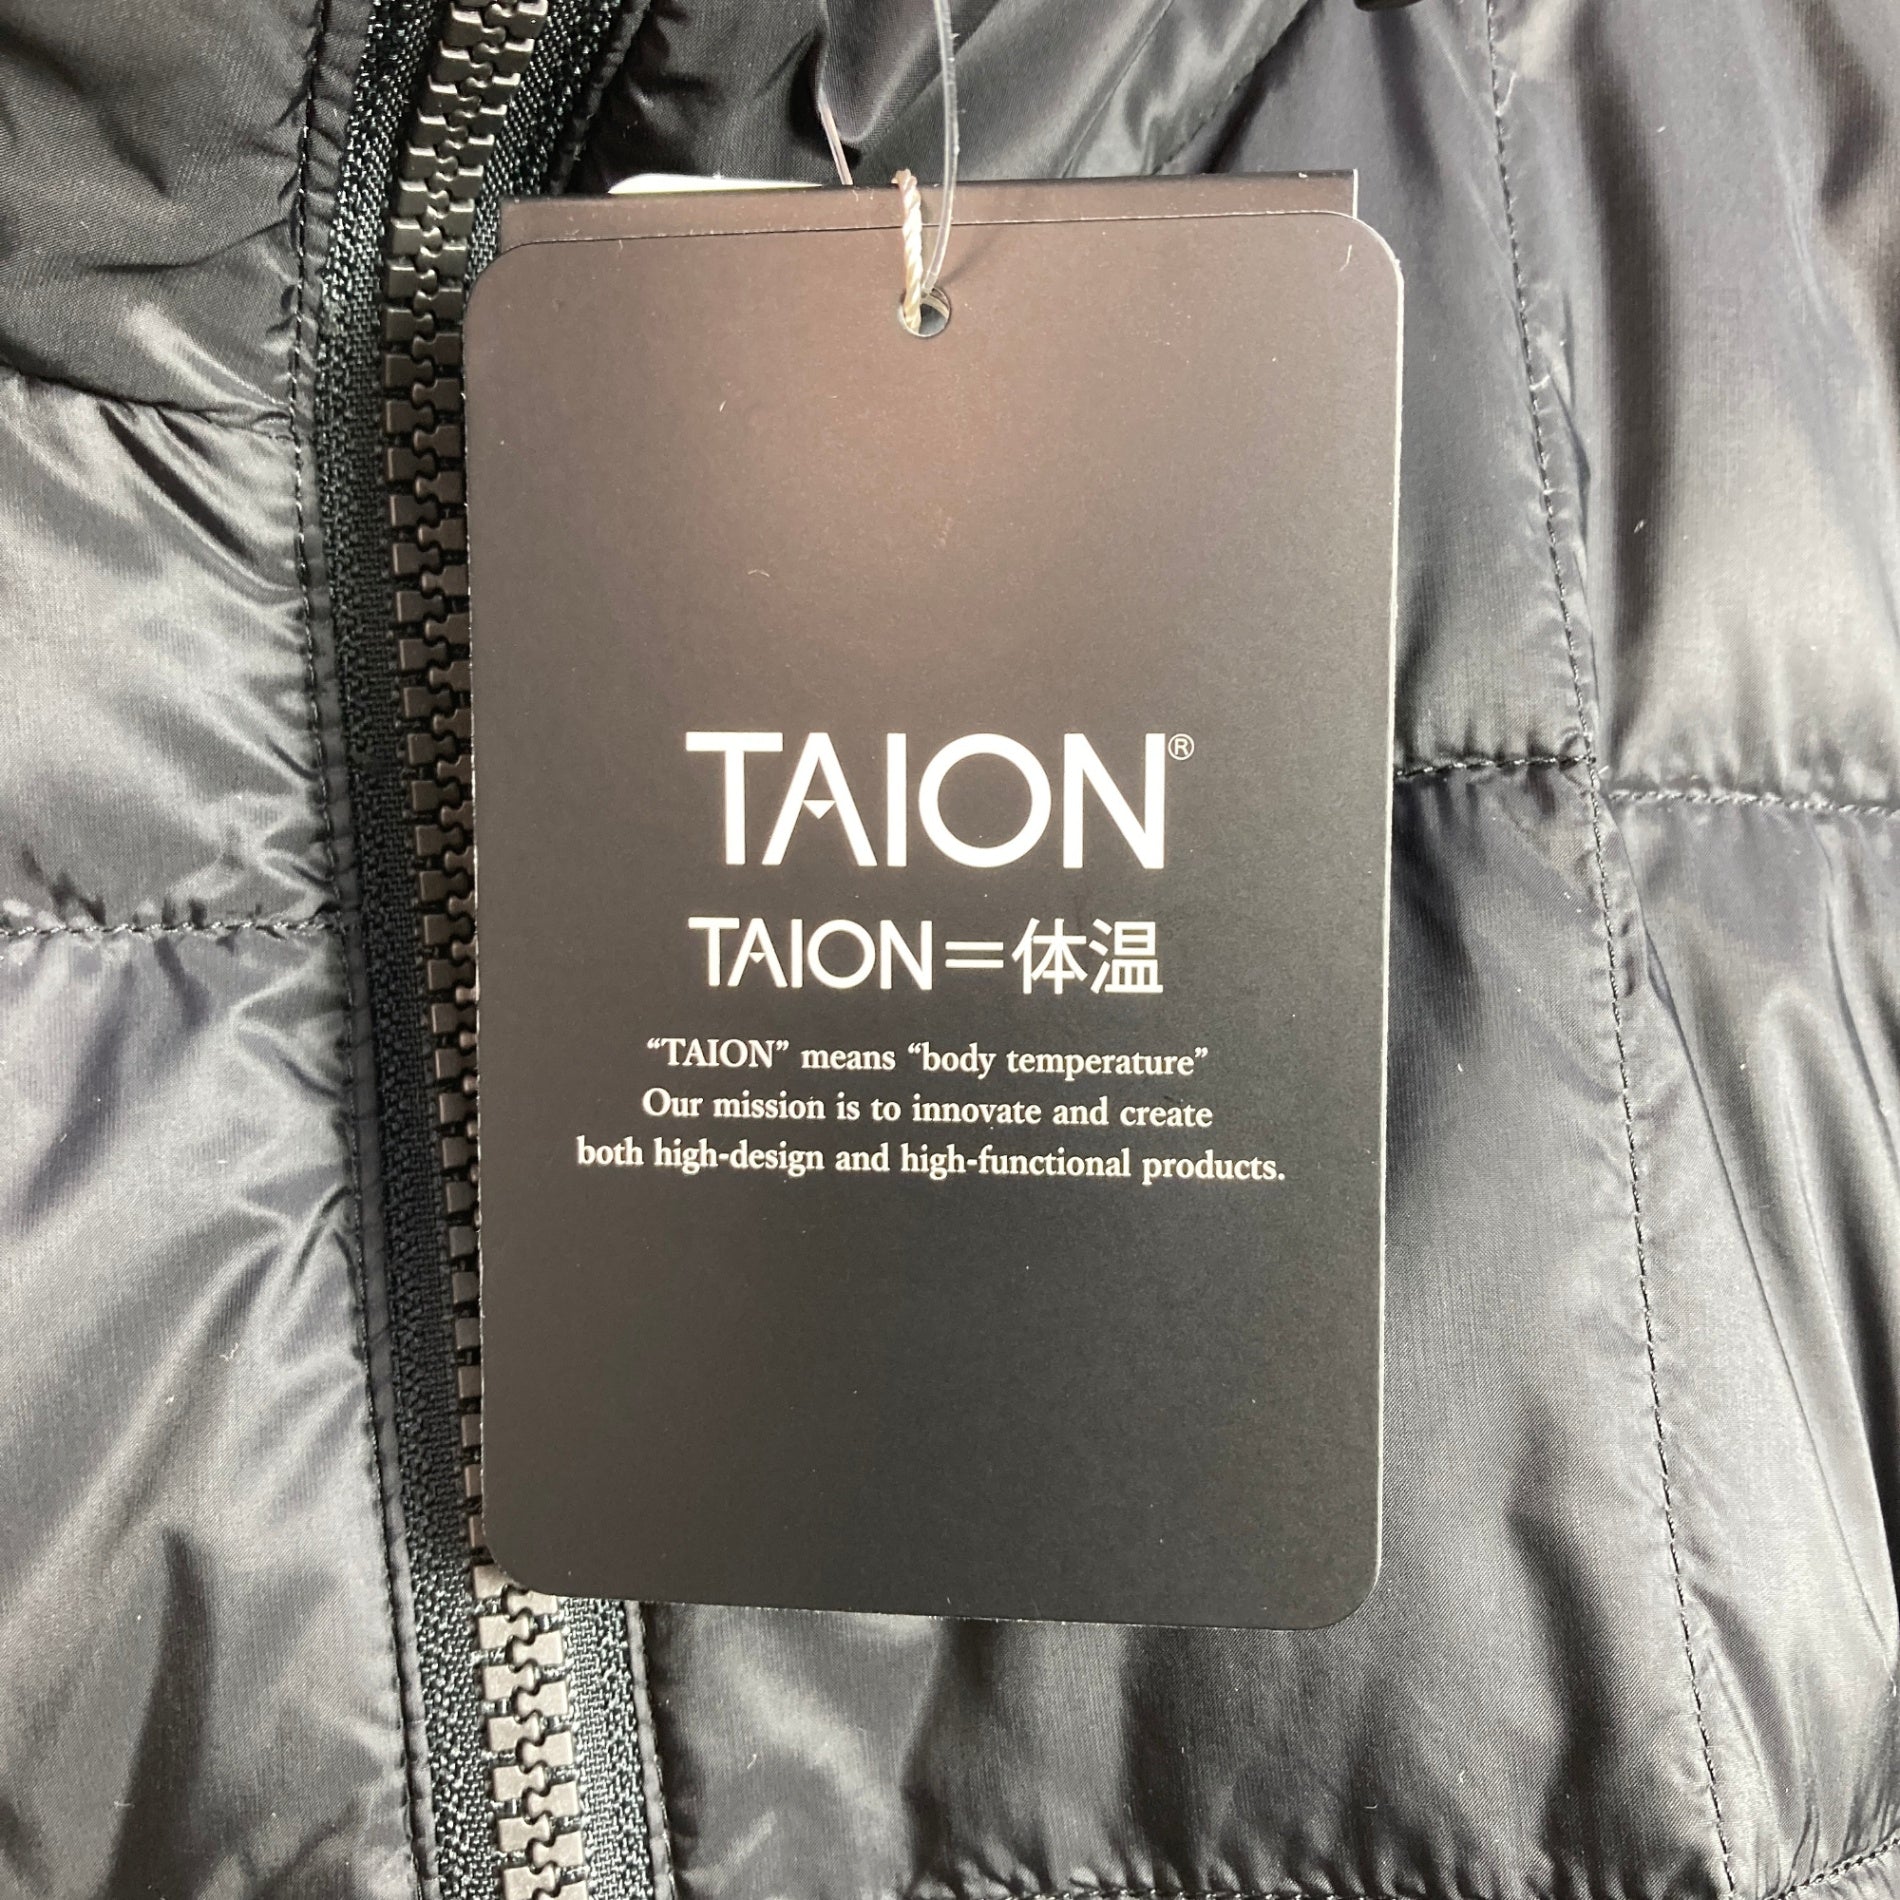 TAION®
TAION=体温
“TAION” means “body temperature”
Our mission is to innovate and create
both high-design and high-functional products.